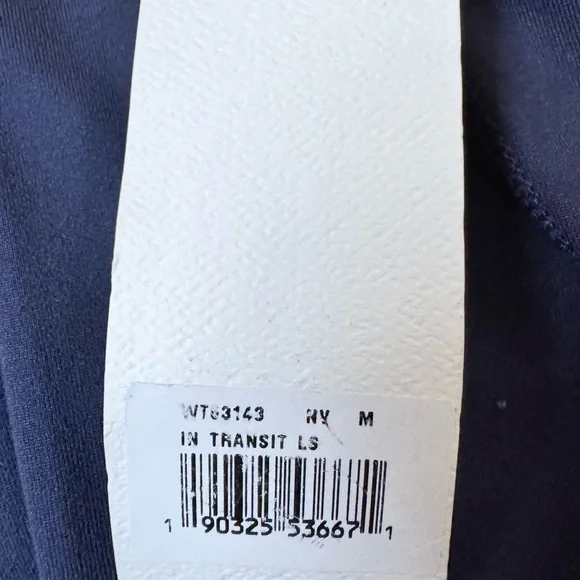 WT63143 NV M
IN TRANSIT LS
1 90325 53667 1